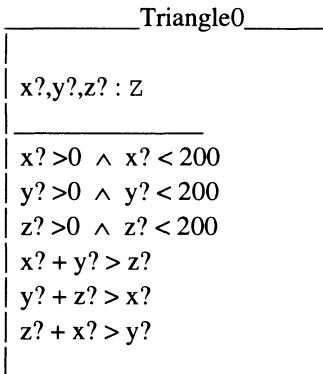 Triangle0
x?,y?,z? : Z
x? >0 ∧ x? < 200
y? >0 ∧ y? < 200
z? >0 ∧ z? < 200
x? + y? > z?
y? + z? > x?
z? + x? > y?